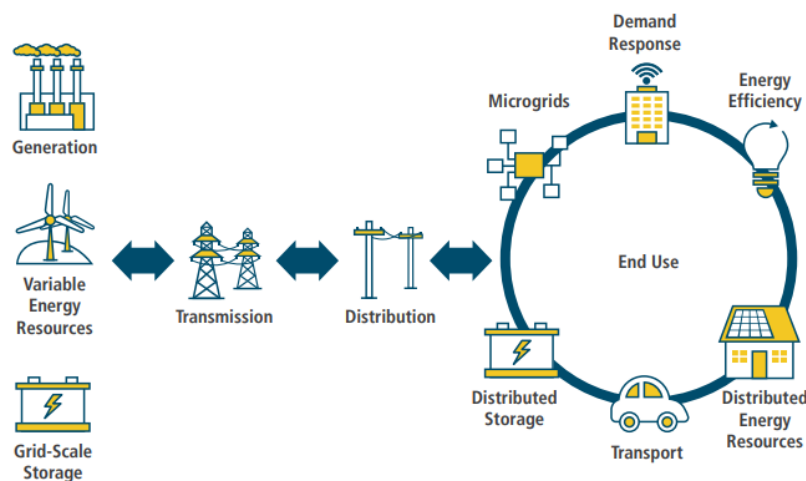 Generation
Variable
Energy
Resources
Grid-Scale
Storage
Transmission
Distribution
Microgrids
Demand
Response
Energy
Efficiency
End Use
Distributed
Storage
Transport
Distributed
Energy
Resources